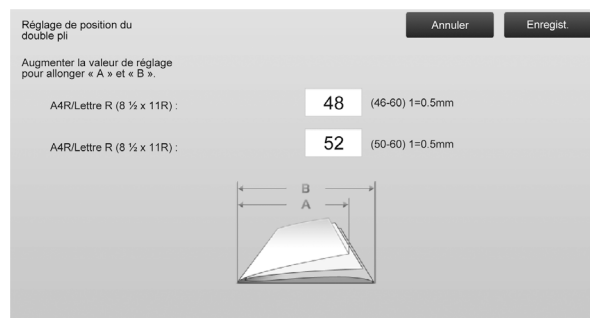 Réglage de position du
double pli
Annuler
Enregist.
Augmenter la valeur de réglage
pour allonger « A » et « B ».
A4R/Lettre R (8 ½ x 11R) : 48 (46-60) 1=0.5mm
A4R/Lettre R (8 ½ x 11R) : 52 (50-60) 1=0.5mm
B
A